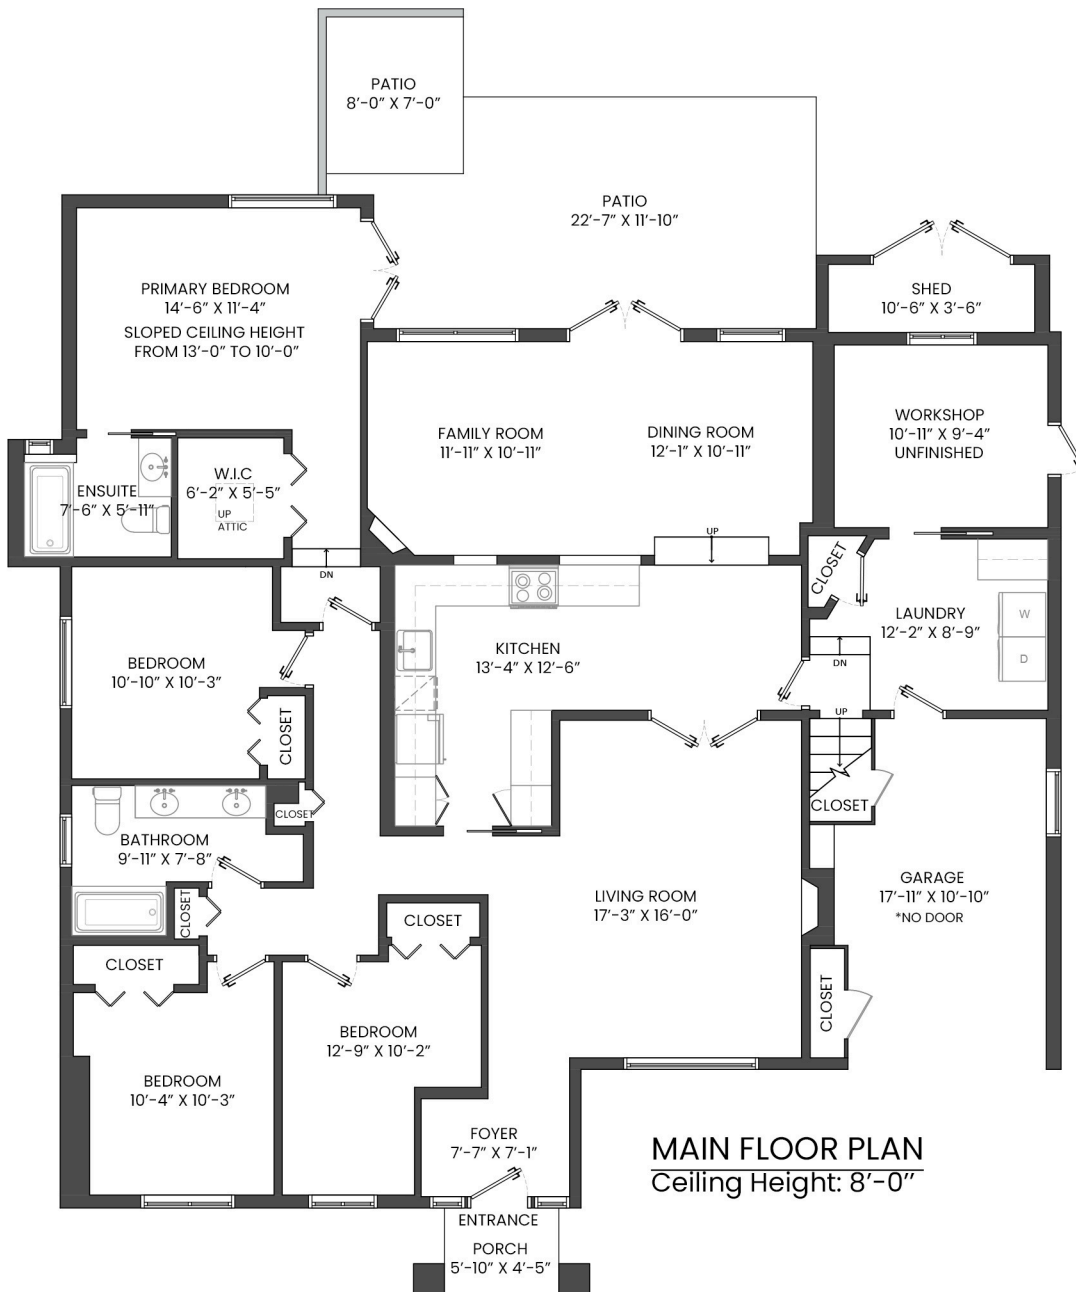 PATIO
8’-0” X 7’-0”
PATIO
22’-7” X 11’-10”
PRIMARY BEDROOM
14’-6” X 11’-4”
SLOPED CEILING HEIGHT
FROM 13’-0” TO 10’-0”
SHED
10’-6” X 3’-6”
WORKSHOP
10’-11” X 9’-4”
UNFINISHED
FAMILY ROOM
11’-11” X 10’-11”
DINING ROOM
12’-1” X 10’-11”
ENSUITE
7’-6” X 5’-11”
W.I.C
6’-2” X 5’-5”
UP
ATTIC
DN
UP
CLOSET
LAUNDRY
12’-2” X 8’-9”
W
D
DN
UP
BEDROOM
10’-10” X 10’-3”
CLOSET
KITCHEN
13’-4” X 12’-6”
CLOSET
CLOSET
BATHROOM
9’-11” X 7’-8”
CLOSET
CLOSET
LIVING ROOM
17’-3” X 16’-0”
GARAGE
17’-11” X 10’-10”
*NO DOOR
CLOSET
CLOSET
BEDROOM
12’-9” X 10’-2”
BEDROOM
10’-4” X 10’-3”
FOYER
7’-7” X 7’-1”
ENTRANCE
PORCH
5’-10” X 4’-5”
MAIN FLOOR PLAN
Ceiling Height: 8’-0”